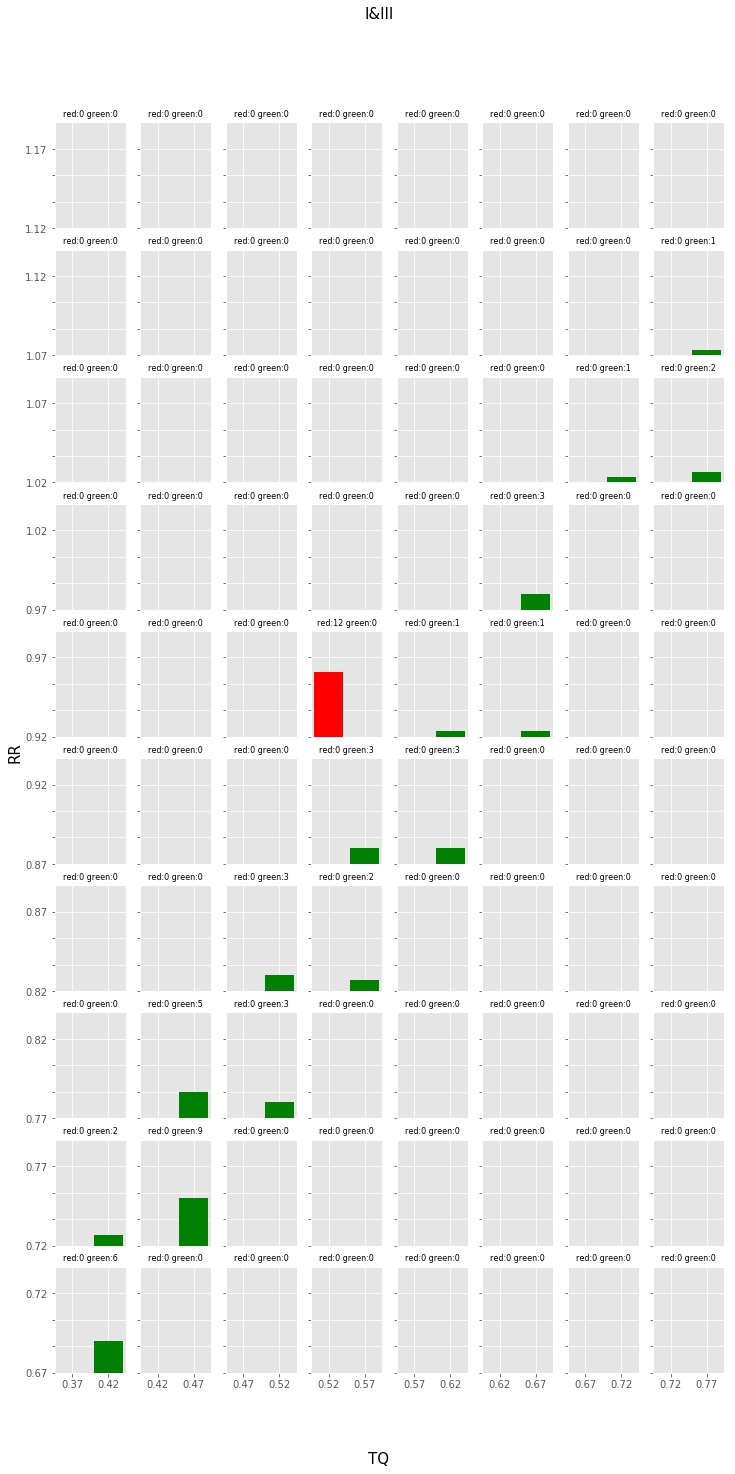 I&III
red:0 green:0 red:0 green:0 red:0 green:0 red:0 green:0 red:0 green:0 red:0 green:0 red:0 green:0 red:0 green:0
1.17
1.12
red:0 green:0 red:0 green:0 red:0 green:0 red:0 green:0 red:0 green:0 red:0 green:0 red:0 green:0 red:0 green:1
1.12
1.07
red:0 green:0 red:0 green:0 red:0 green:0 red:0 green:0 red:0 green:0 red:0 green:0 red:0 green:1 red:0 green:2
1.07
1.02
red:0 green:0 red:0 green:0 red:0 green:0 red:0 green:0 red:0 green:0 red:0 green:3 red:0 green:0 red:0 green:0
1.02
0.97
red:0 green:0 red:0 green:0 red:0 green:0 red:12 green:0 red:0 green:1 red:0 green:1 red:0 green:0 red:0 green:0
0.97
0.92
RR
red:0 green:0 red:0 green:0 red:0 green:0 red:0 green:3 red:0 green:3 red:0 green:0 red:0 green:0 red:0 green:0
0.92
0.87
red:0 green:0 red:0 green:0 red:0 green:3 red:0 green:2 red:0 green:0 red:0 green:0 red:0 green:0 red:0 green:0
0.87
0.82
red:0 green:0 red:0 green:5 red:0 green:3 red:0 green:0 red:0 green:0 red:0 green:0 red:0 green:0 red:0 green:0
0.82
0.77
red:0 green:2 red:0 green:9 red:0 green:0 red:0 green:0 red:0 green:0 red:0 green:0 red:0 green:0 red:0 green:0
0.77
0.72
red:0 green:6 red:0 green:0 red:0 green:0 red:0 green:0 red:0 green:0 red:0 green:0 red:0 green:0 red:0 green:0
0.72
0.67
0.37 0.42 0.42 0.47 0.47 0.52 0.52 0.57 0.57 0.62 0.62 0.67 0.67 0.72 0.72 0.77
TQ